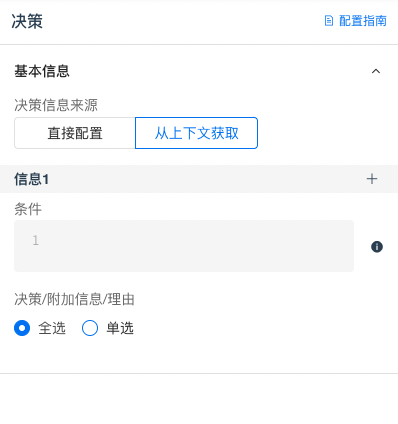 决策 配置指南
基本信息
决策信息来源
直接配置 从上下文获取
信息1
条件
1
决策/附加信息/理由
全选 单选